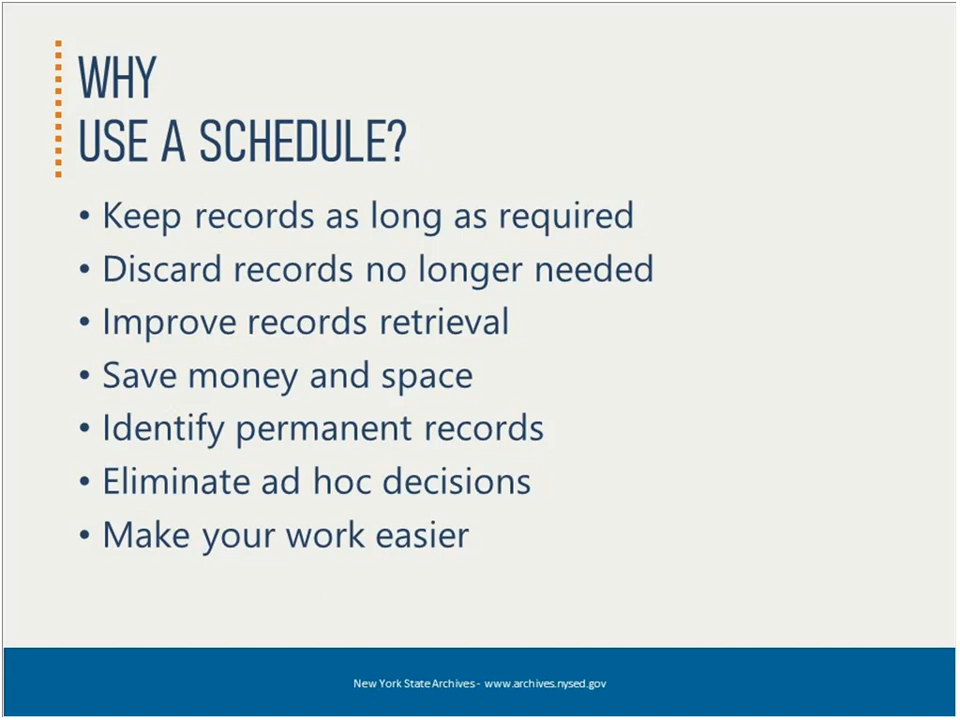 WHY
USE A SCHEDULE?
• Keep records as long as required
• Discard records no longer needed
• Improve records retrieval
• Save money and space
• Identify permanent records
• Eliminate ad hoc decisions
• Make your work easier
New York State Archives - www.archives.nysed.gov